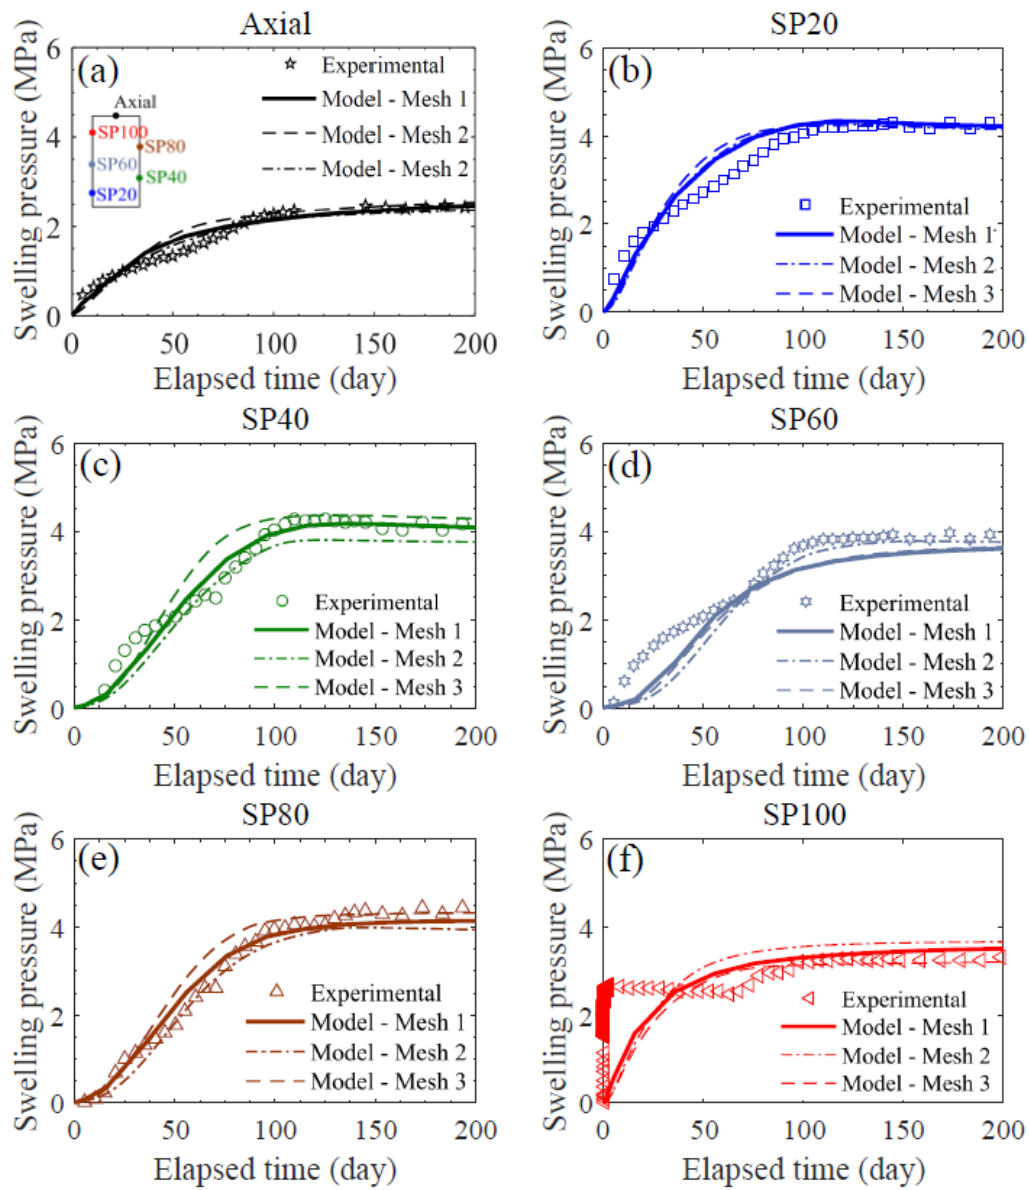 Axial
Swelling pressure (MPa)
6
4
2
0
(a)
Experimental
Model - Mesh 1
Model - Mesh 2
Model - Mesh 2
Axial
SP100
SP80
SP60
SP40
SP20
0 50 100 150 200
Elapsed time (day)
SP20
Swelling pressure (MPa)
6
4
2
0
(b)
Experimental
Model - Mesh 1
Model - Mesh 2
Model - Mesh 3
0 50 100 150 200
Elapsed time (day)
SP40
Swelling pressure (MPa)
6
4
2
0
(c)
Experimental
Model - Mesh 1
Model - Mesh 2
Model - Mesh 3
0 50 100 150 200
Elapsed time (day)
SP60
Swelling pressure (MPa)
6
4
2
0
(d)
Experimental
Model - Mesh 1
Model - Mesh 2
Model - Mesh 3
0 50 100 150 200
Elapsed time (day)
SP80
Swelling pressure (MPa)
6
4
2
0
(e)
Experimental
Model - Mesh 1
Model - Mesh 2
Model - Mesh 3
0 50 100 150 200
Elapsed time (day)
SP100
Swelling pressure (MPa)
6
4
2
0
(f)
Experimental
Model - Mesh 1
Model - Mesh 2
Model - Mesh 3
0 50 100 150 200
Elapsed time (day)